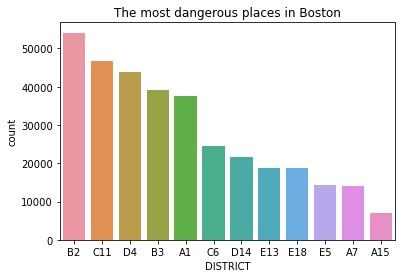 The most dangerous places in Boston
count
50000
40000
30000
20000
10000
0
B2 C11 D4 B3 A1 C6 D14 E13 E18 E5 A7 A15
DISTRICT